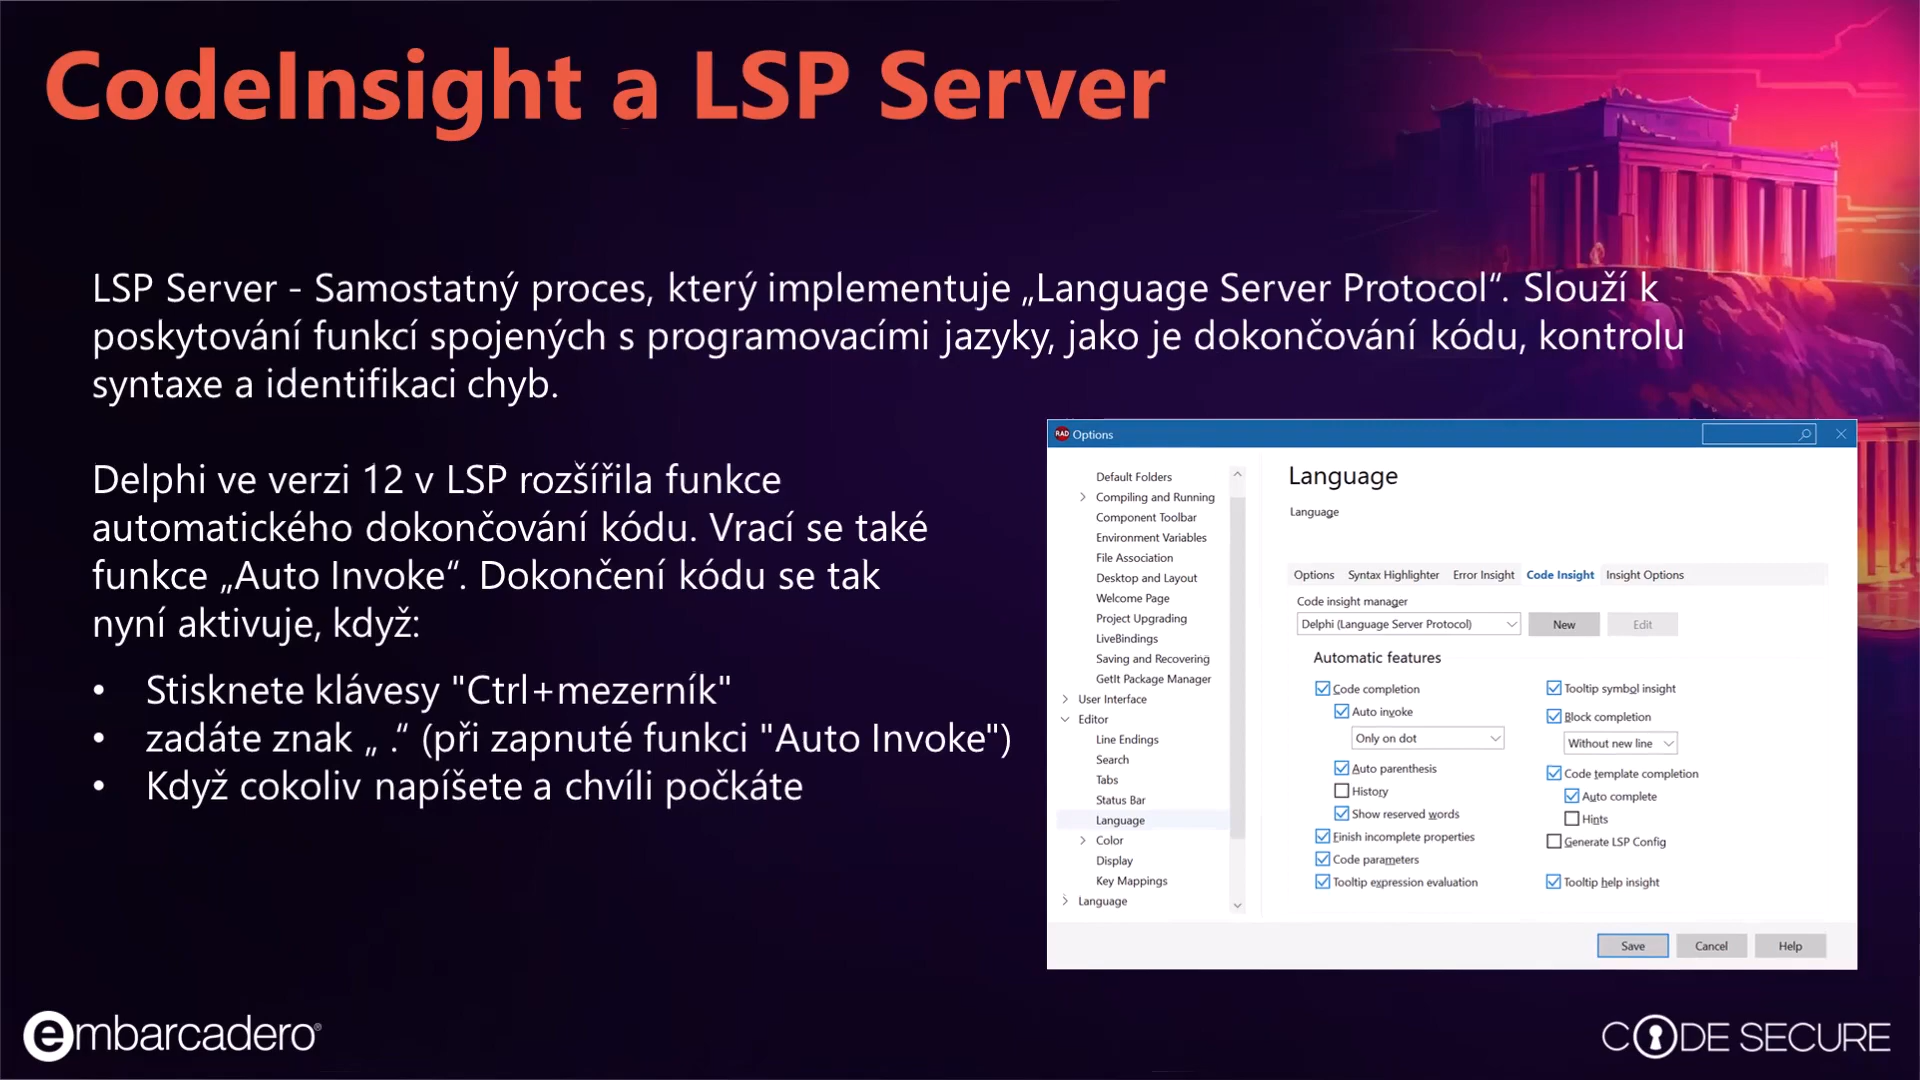 CodeInsight a LSP Server
LSP Server - Samostatný proces, který implementuje „Language Server Protocol“. Slouží k
poskytování funkcí spojených s programovacími jazyky, jako je dokončování kódu, kontrolu
syntaxe a identifikaci chyb.
Delphi ve verzi 12 v LSP rozšířila funkce
automatického dokončování kódu. Vrací se také
funkce „Auto Invoke“. Dokončení kódu se tak
nyní aktivuje, když:
• Stisknete klávesy "Ctrl+mezerník"
• zadáte znak „ .“ (při zapnuté funkci "Auto Invoke")
• Když cokoliv napíšete a chvíli počkáte
RAD Options
Default Folders
Compiling and Running
Component Toolbar
Environment Variables
File Association
Desktop and Layout
Welcome Page
Project Upgrading
LiveBindings
Saving and Recovering
GetIt Package Manager
User Interface
Editor
Line Endings
Search
Tabs
Status Bar
Language
Color
Display
Key Mappings
Language
Language
Language
Options Syntax Highlighter Error Insight Code Insight Insight Options
Code insight manager
Delphi (Language Server Protocol) New Edit
Automatic features
Code completion
Auto invoke
Only on dot
Auto parenthesis
History
Show reserved words
Finish incomplete properties
Code parameters
Tooltip expression evaluation
Tooltip symbol insight
Block completion
Without new line
Code template completion
Auto complete
Hints
Generate LSP Config
Tooltip help insight
Save Cancel Help
embarcadero®
CODE SECURE